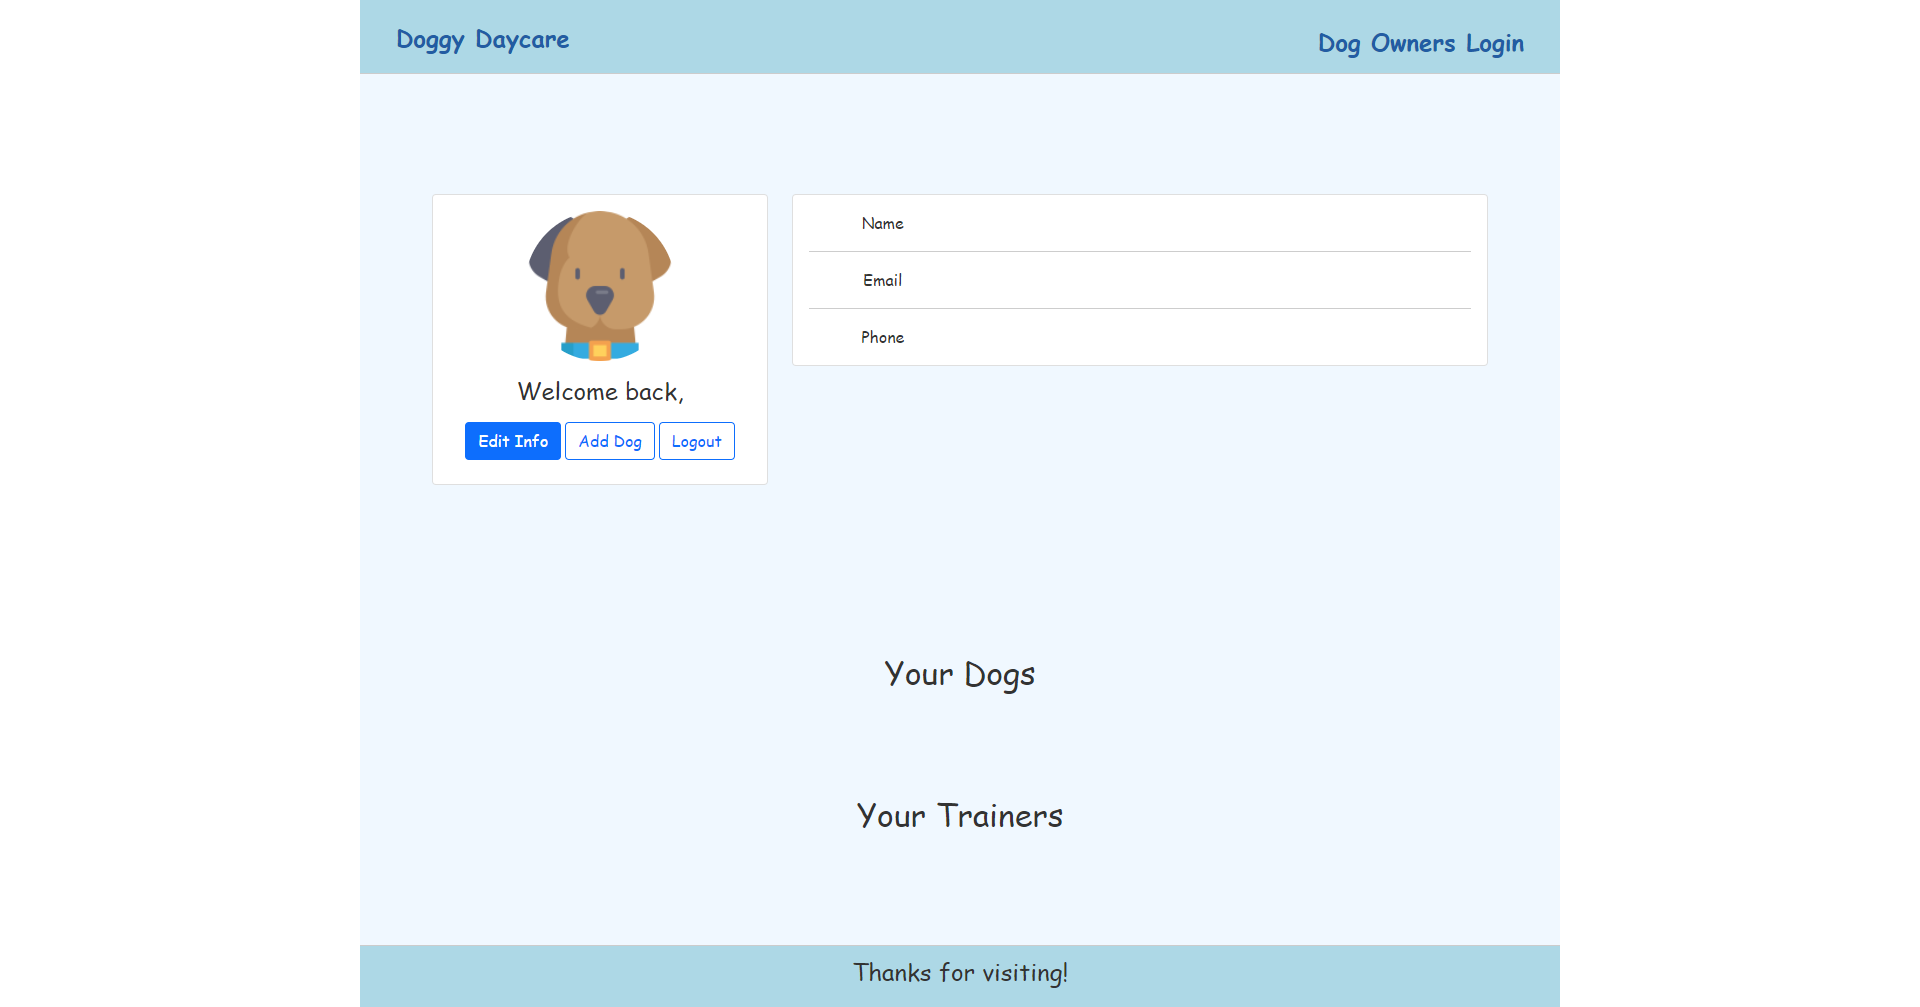 Doggy Daycare
Dog Owners Login
Welcome back,
Edit Info
Add Dog
Logout
Name
Email
Phone
Your Dogs
Your Trainers
Thanks for visiting!